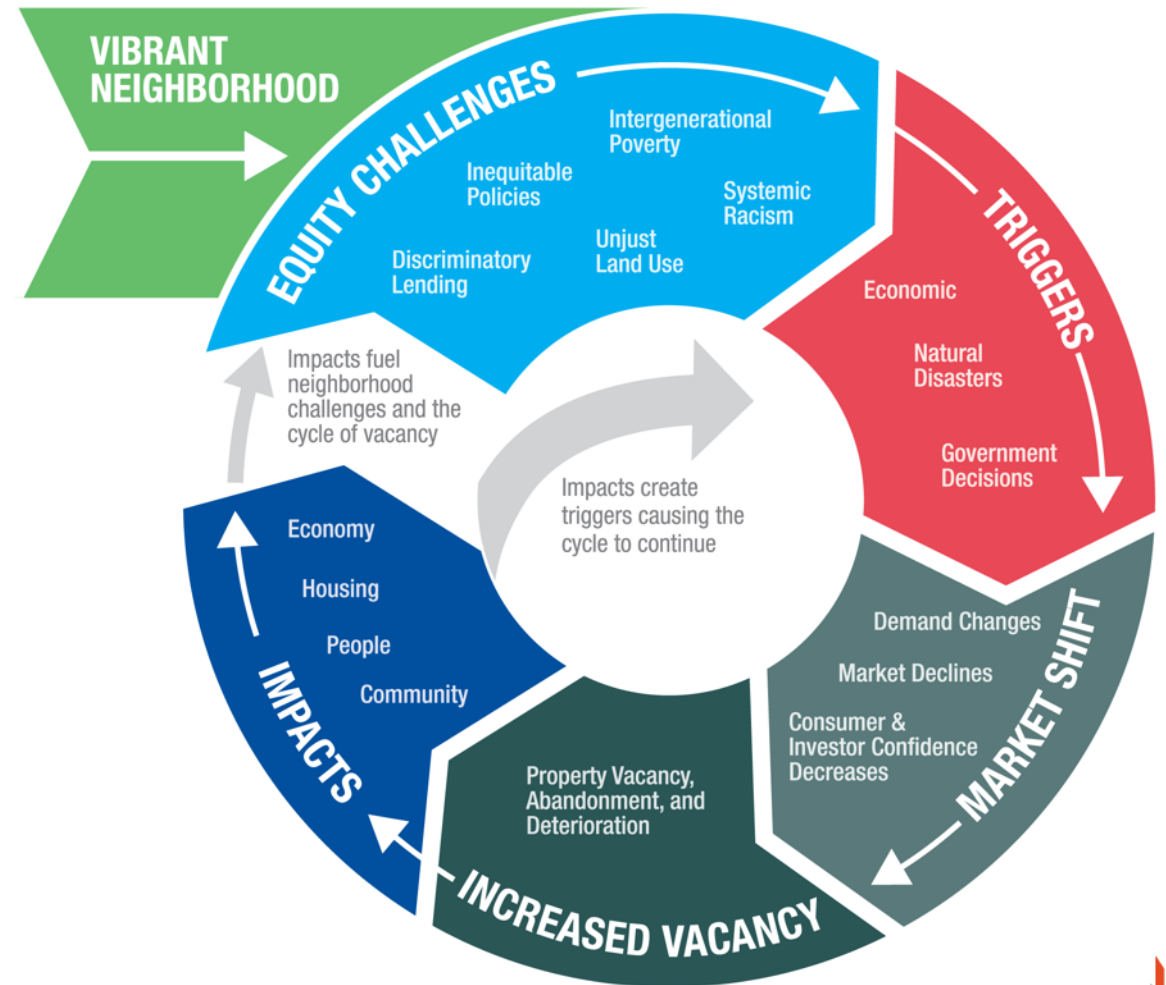 VIBRANT
NEIGHBORHOOD
EQUITY CHALLENGES
Intergenerational
Poverty
Inequitable
Policies
Systemic
Racism
Unjust
Land Use
Discriminatory
Lending
TRIGGERS
Economic
Natural
Disasters
Government
Decisions
MARKET SHIFT
Demand Changes
Market Declines
Consumer &
Investor Confidence
Decreases
INCREASED VACANCY
Property Vacancy,
Abandonment, and
Deterioration
IMPACTS
Economy
Housing
People
Community
Impacts fuel
neighborhood
challenges and the
cycle of vacancy
Impacts create
triggers causing the
cycle to continue